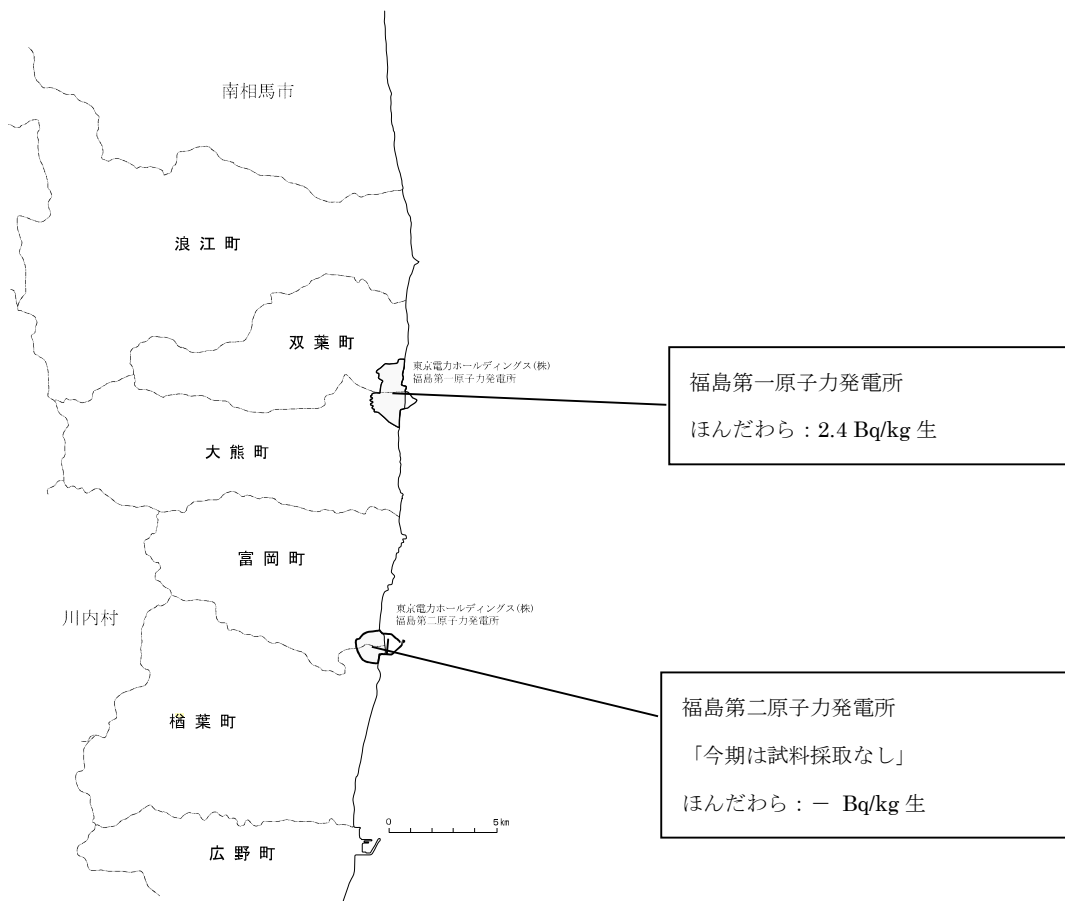 南相馬市
浪江町
双葉町
東京電力ホールディングス(株)
福島第一原子力発電所
福島第一原子力発電所
ほんだわら：2.4 Bq/kg 生
大熊町
富岡町
川内村
東京電力ホールディングス(株)
福島第二原子力発電所
福島第二原子力発電所
「今期は試料採取なし」
ほんだわら：－ Bq/kg 生
楢葉町
0 5km
広野町